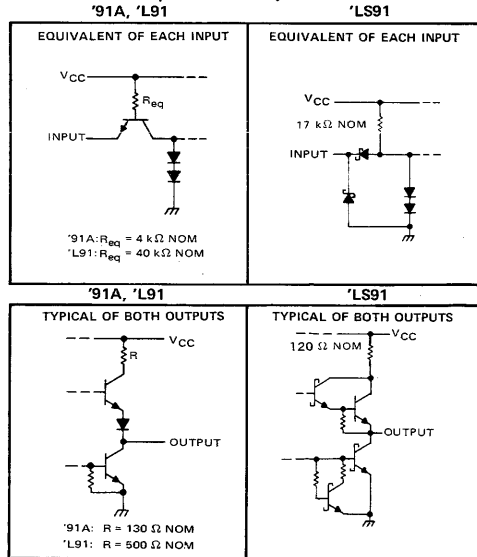 '91A, 'L91
EQUIVALENT OF EACH INPUT
VCC
Req
INPUT
'91A: Req = 4 kΩ NOM
'L91: Req = 40 kΩ NOM
'LS91
EQUIVALENT OF EACH INPUT
VCC
17 kΩ NOM
INPUT
'91A, 'L91
TYPICAL OF BOTH OUTPUTS
VCC
R
OUTPUT
'91A: R = 130 Ω NOM
'L91: R = 500 Ω NOM
'LS91
TYPICAL OF BOTH OUTPUTS
VCC
120 Ω NOM
OUTPUT